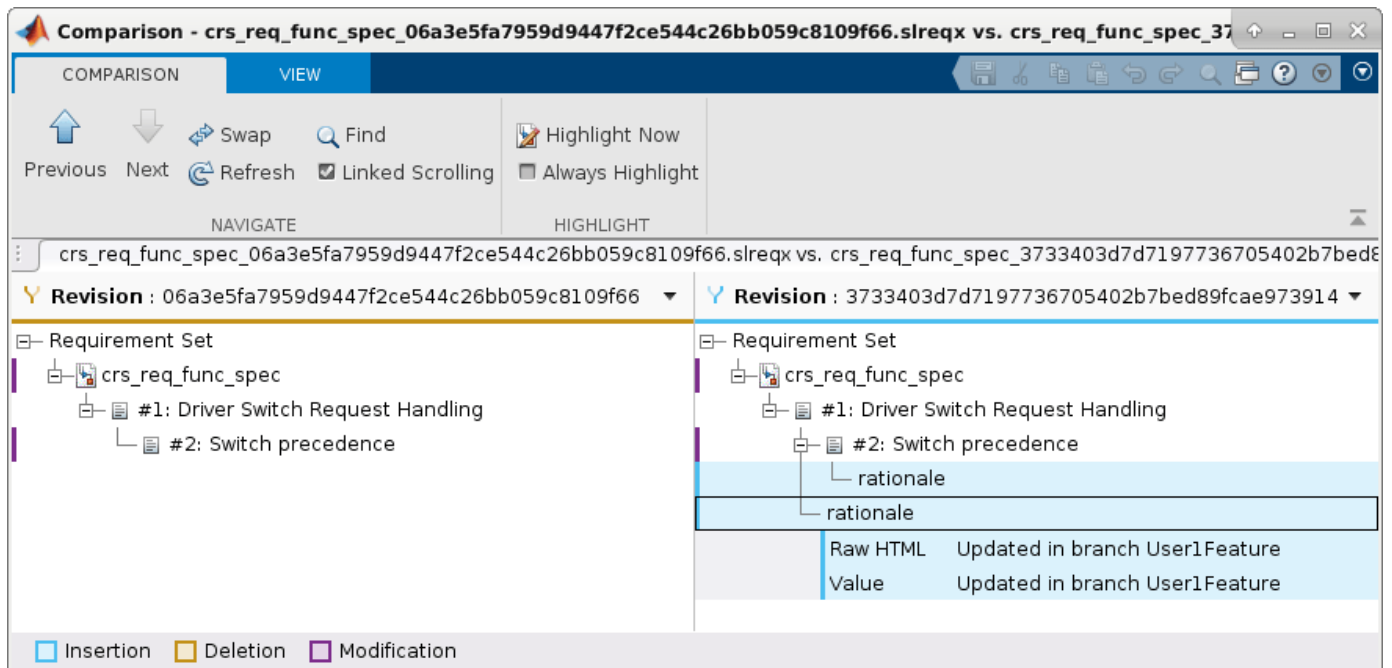 Comparison - crs_req_func_spec_06a3e5fa7959d9447f2ce544c26bb059c8109f66.slreqx vs. crs_req_func_spec_37
COMPARISON VIEW
Previous Next Swap Find Highlight Now
Refresh Linked Scrolling Always Highlight
NAVIGATE HIGHLIGHT
crs_req_func_spec_06a3e5fa7959d9447f2ce544c26bb059c8109f66.slreqx vs. crs_req_func_spec_3733403d7d7197736705402b7bed8
Revision : 06a3e5fa7959d9447f2ce544c26bb059c8109f66 Revision : 3733403d7d7197736705402b7bed89fcae973914
Requirement Set Requirement Set
crs_req_func_spec crs_req_func_spec
#1: Driver Switch Request Handling #1: Driver Switch Request Handling
#2: Switch precedence #2: Switch precedence
rationale
rationale
Raw HTML Updated in branch User1Feature
Value Updated in branch User1Feature
Insertion Deletion Modification